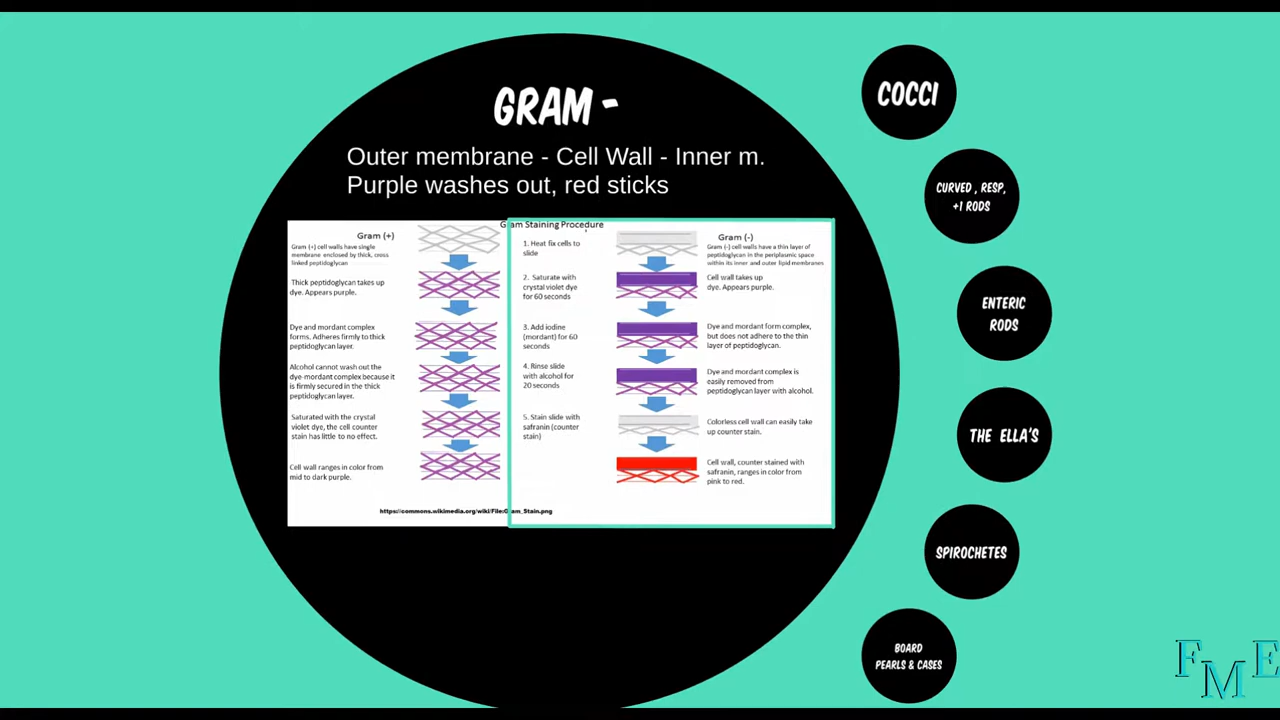 GRAM -
Outer membrane - Cell Wall - Inner m.
Purple washes out, red sticks
Gram Staining Procedure
Gram (+)
Gram (+) cell walls have single
membrane enclosed by thick, cross
linked peptidoglycan
Thick peptidoglycan takes up
dye. Appears purple.
Dye and mordant complex
forms. Adheres firmly to thick
peptidoglycan layer.
Alcohol cannot wash out the
dye-mordant complex because it
is firmly secured in the thick
peptidoglycan layer.
Saturated with the crystal
violet dye, the cell counter
stain has little to no effect.
Cell wall ranges in color from
mid to dark purple.
1. Heat fix cells to
slide
2. Saturate with
crystal violet dye
for 60 seconds
3. Add iodine
(mordant) for 60
seconds
4. Rinse slide
with alcohol for
20 seconds
5. Stain slide with
safranin (counter
stain)
Gram (-)
Gram (-) cell walls have a thin layer of
peptidoglycan in the periplasmic space
within its inner and outer lipid membranes
Cell wall takes up
dye. Appears purple.
Dye and mordant form complex,
but does not adhere to the thin
layer of peptidoglycan.
Dye and mordant complex is
easily removed from
peptidoglycan layer with alcohol.
Colorless cell wall can easily take
up counter stain.
Cell wall, counter stained with
safranin, ranges in color from
pink to red.
https://commons.wikimedia.org/wiki/File:Gram_Stain.png
COCCI
CURVED , RESP,
+1 RODS
ENTERIC
RODS
THE ELLA'S
SPIROCHETES
BOARD
PEARLS & CASES
FME